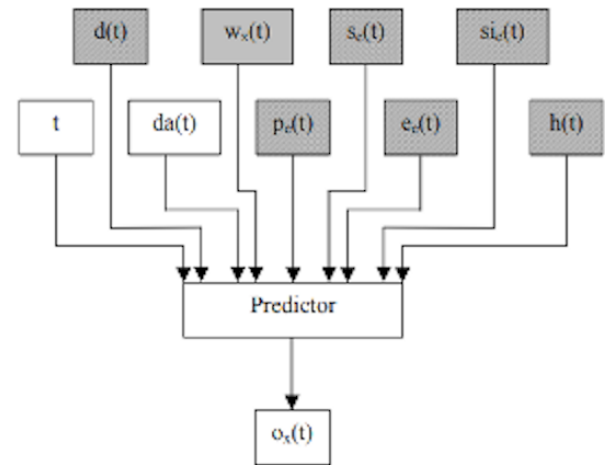 d(t)
wₓ(t)
sₑ(t)
siₑ(t)
t
da(t)
pₑ(t)
eₑ(t)
h(t)
Predictor
oₓ(t)